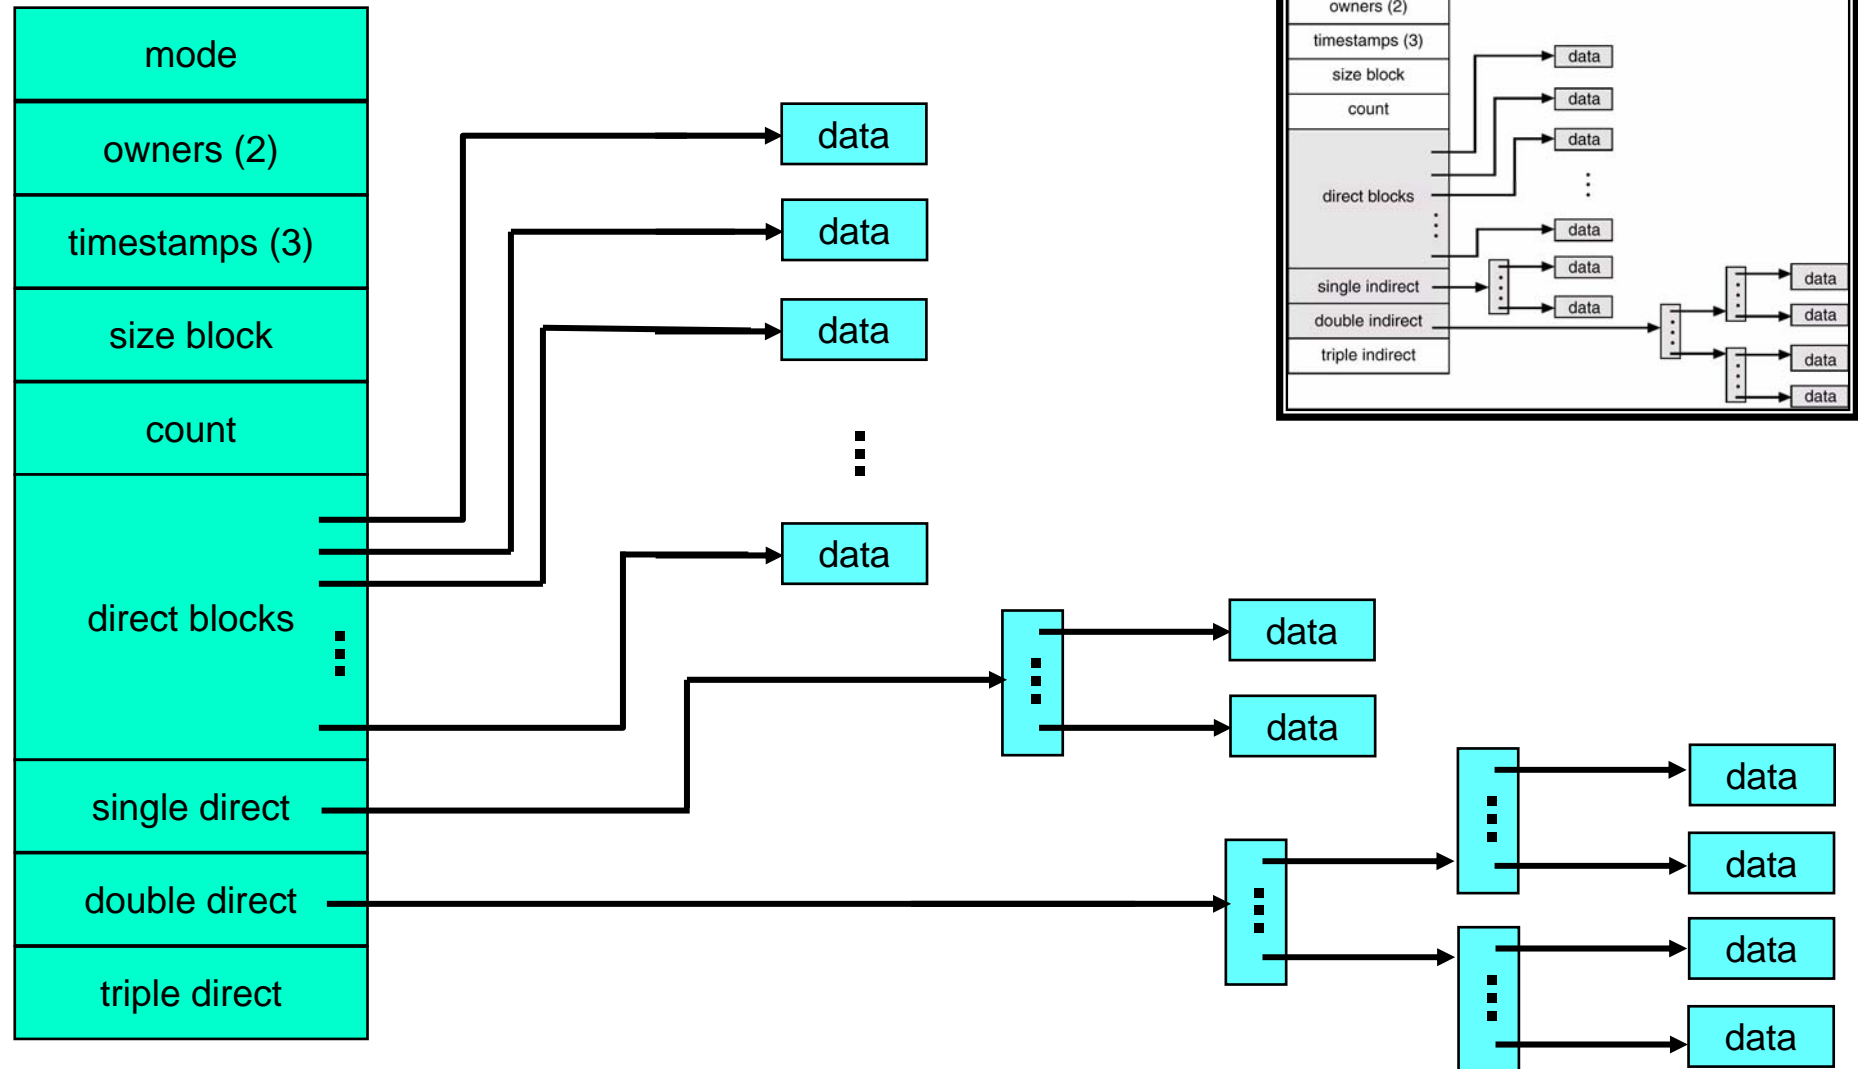 mode
owners (2)
timestamps (3)
size block
count
direct blocks
single direct
double direct
triple direct
data
data
data
data
data
data
data
data
data
data
owners (2)
timestamps (3)
size block
count
direct blocks
single indirect
double indirect
triple indirect
data
data
data
data
data
data
data
data
data
data